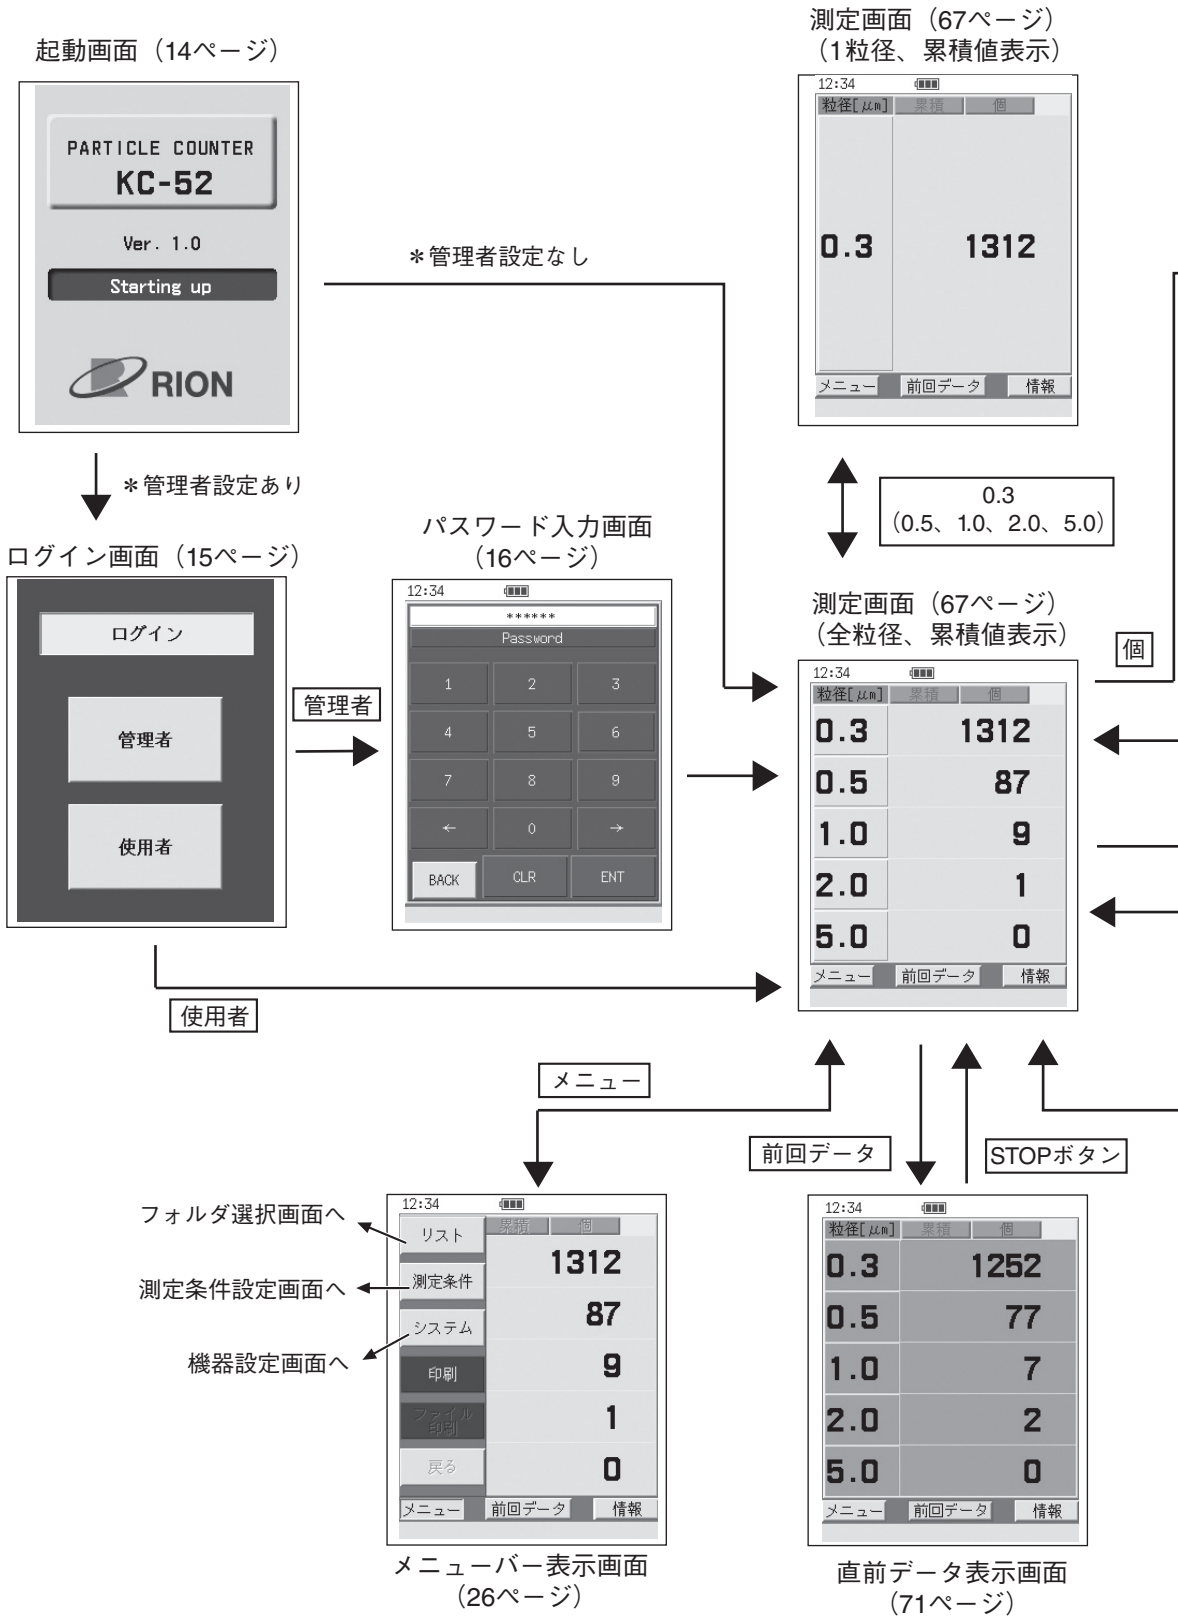 起動画面（14ページ）
PARTICLE COUNTER
KC-52
Ver. 1.0
Starting up
RION
＊管理者設定なし
＊管理者設定あり
測定画面（67ページ）
（1粒径、累積値表示）
12:34
粒径[μm] 累積 個
0.3 1312
メニュー 前回データ 情報
0.3
（0.5、1.0、2.0、5.0）
ログイン画面（15ページ）
ログイン
管理者
使用者
管理者
使用者
パスワード入力画面
（16ページ）
12:34
******
Password
1 2 3
4 5 6
7 8 9
← 0 →
BACK CLR ENT
測定画面（67ページ）
（全粒径、累積値表示）
個
12:34
粒径[μm] 累積 個
0.3 1312
0.5 87
1.0 9
2.0 1
5.0 0
メニュー 前回データ 情報
メニュー
前回データ
STOPボタン
フォルダ選択画面へ
測定条件設定画面へ
機器設定画面へ
12:34
リスト 累積 個
1312
測定条件
87
システム
印刷 9
ファイル
印刷
1
戻る 0
メニュー 前回データ 情報
メニューバー表示画面
（26ページ）
12:34
粒径[μm] 累積 個
0.3 1252
0.5 77
1.0 7
2.0 2
5.0 0
メニュー 前回データ 情報
直前データ表示画面
（71ページ）